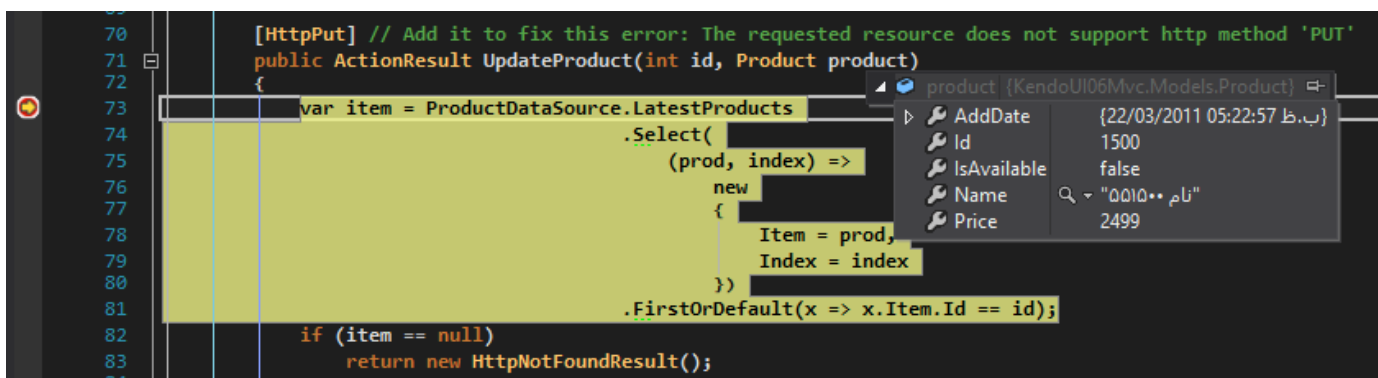 70 [HttpPut] // Add it to fix this error: The requested resource does not support http method 'PUT'
71 public ActionResult UpdateProduct(int id, Product product)
72 {
product {KendoUI06Mvc.Models.Product}
73 var item = ProductDataSource.LatestProducts
AddDate {22/03/2011 05:22:57 ب.ظ}
74 .Select(
Id 1500
75 (prod, index) =>
IsAvailable false
76 new
Name "نام ۵۵۱۵۰۰"
77 {
Price 2499
78 Item = prod,
79 Index = index
80 })
81 .FirstOrDefault(x => x.Item.Id == id);
82 if (item == null)
83 return new HttpNotFoundResult();